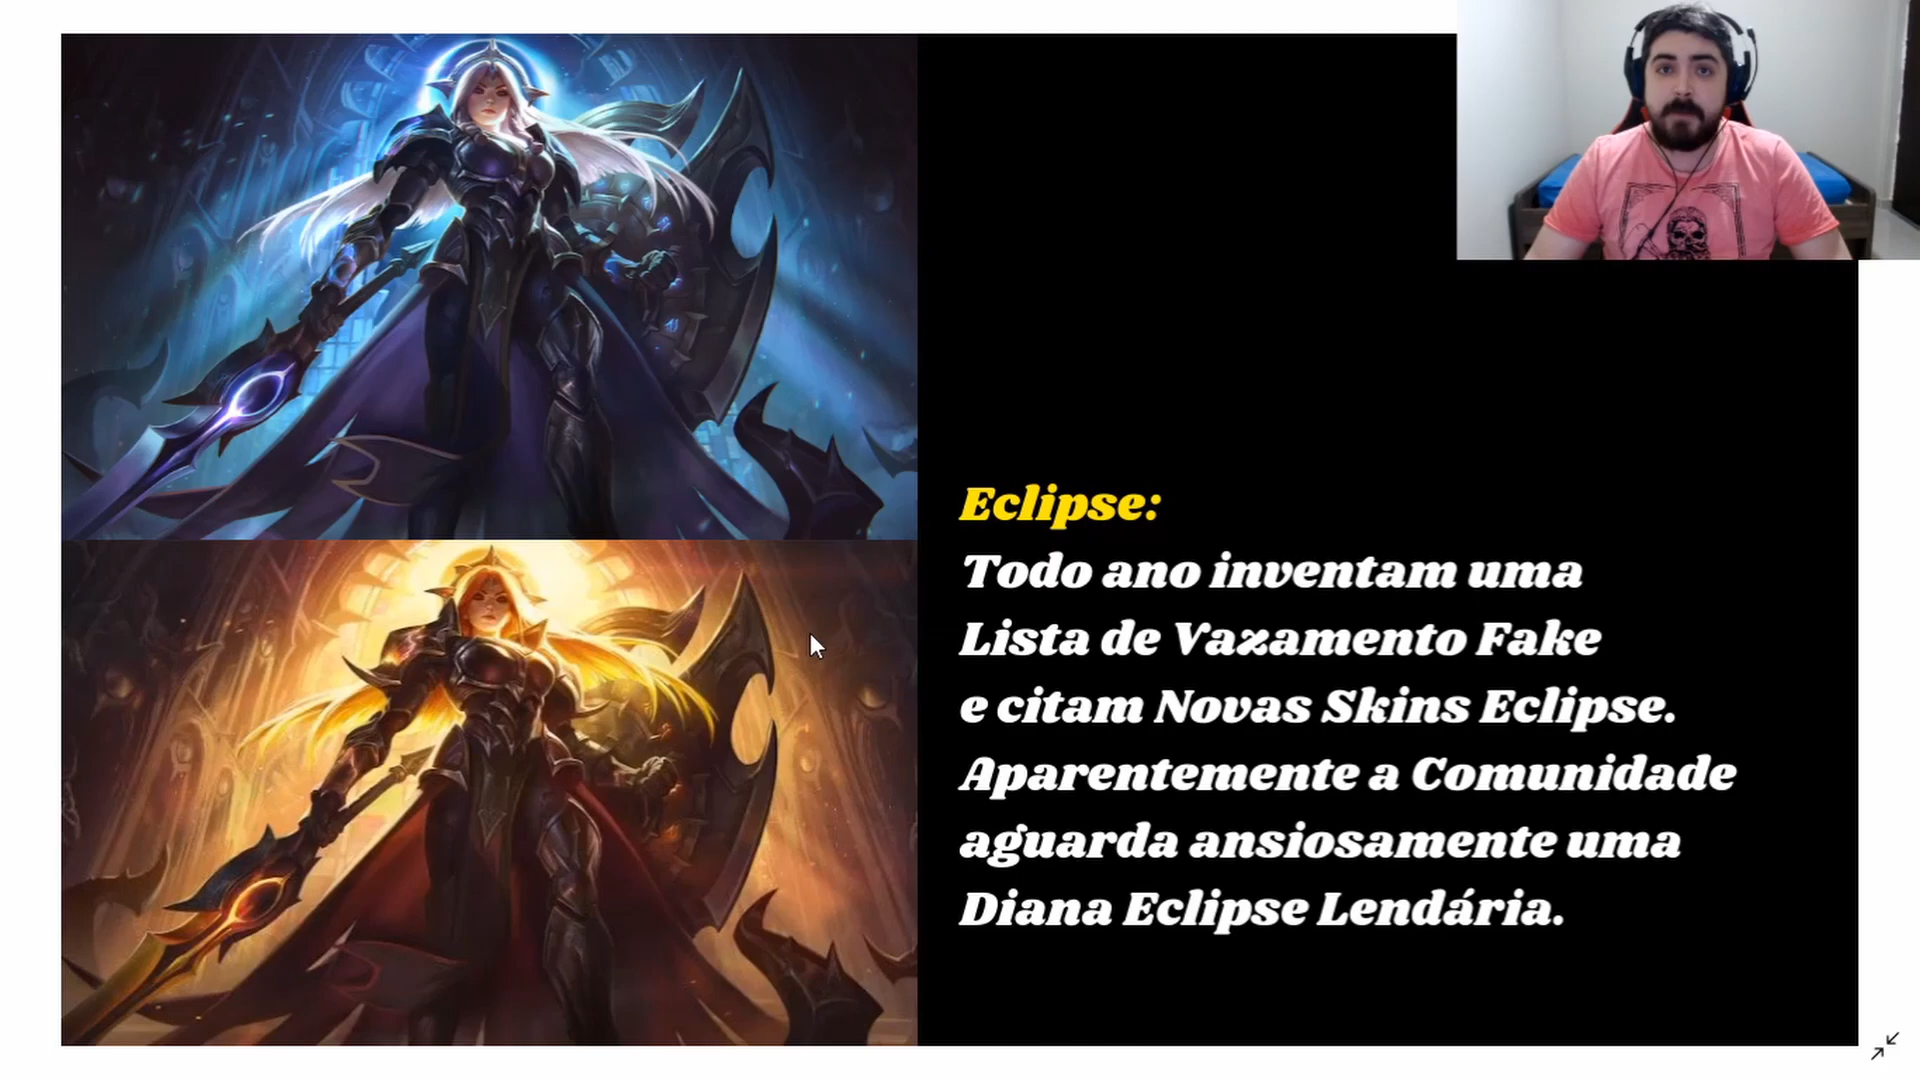 Eclipse:
Todo ano inventam uma
Lista de Vazamento Fake
e citam Novas Skins Eclipse.
Aparentemente a Comunidade
aguarda ansiosamente uma
Diana Eclipse Lendária.